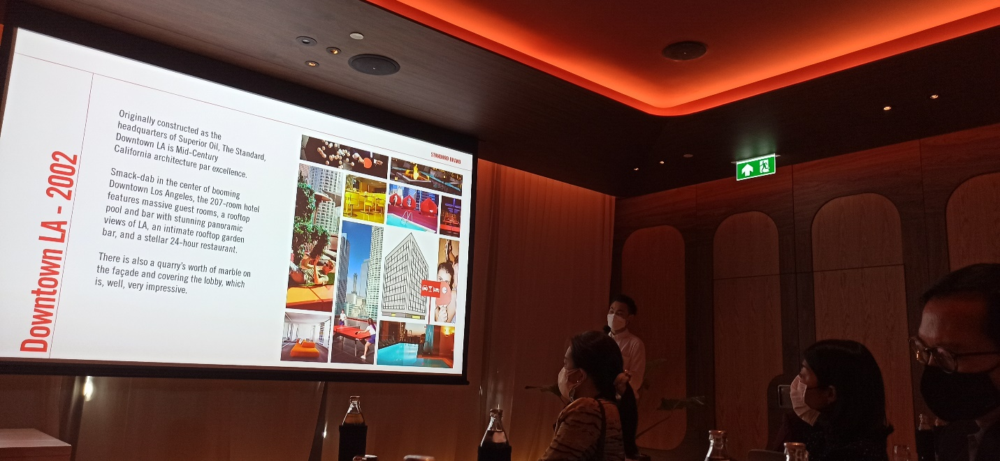 Downtown LA - 2002
Originally constructed as the
headquarters of Superior Oil, The Standard,
Downtown LA is Mid-Century
California architecture par excellence.
Smack-dab in the center of booming
Downtown Los Angeles, the 207-room hotel
features massive guest rooms, a rooftop
pool and bar with stunning panoramic
views of LA, an intimate rooftop garden
bar, and a stellar 24-hour restaurant.
There is also a quarry's worth of marble on
the façade and covering the lobby, which
is, well, very impressive.
STANDARD BRAND